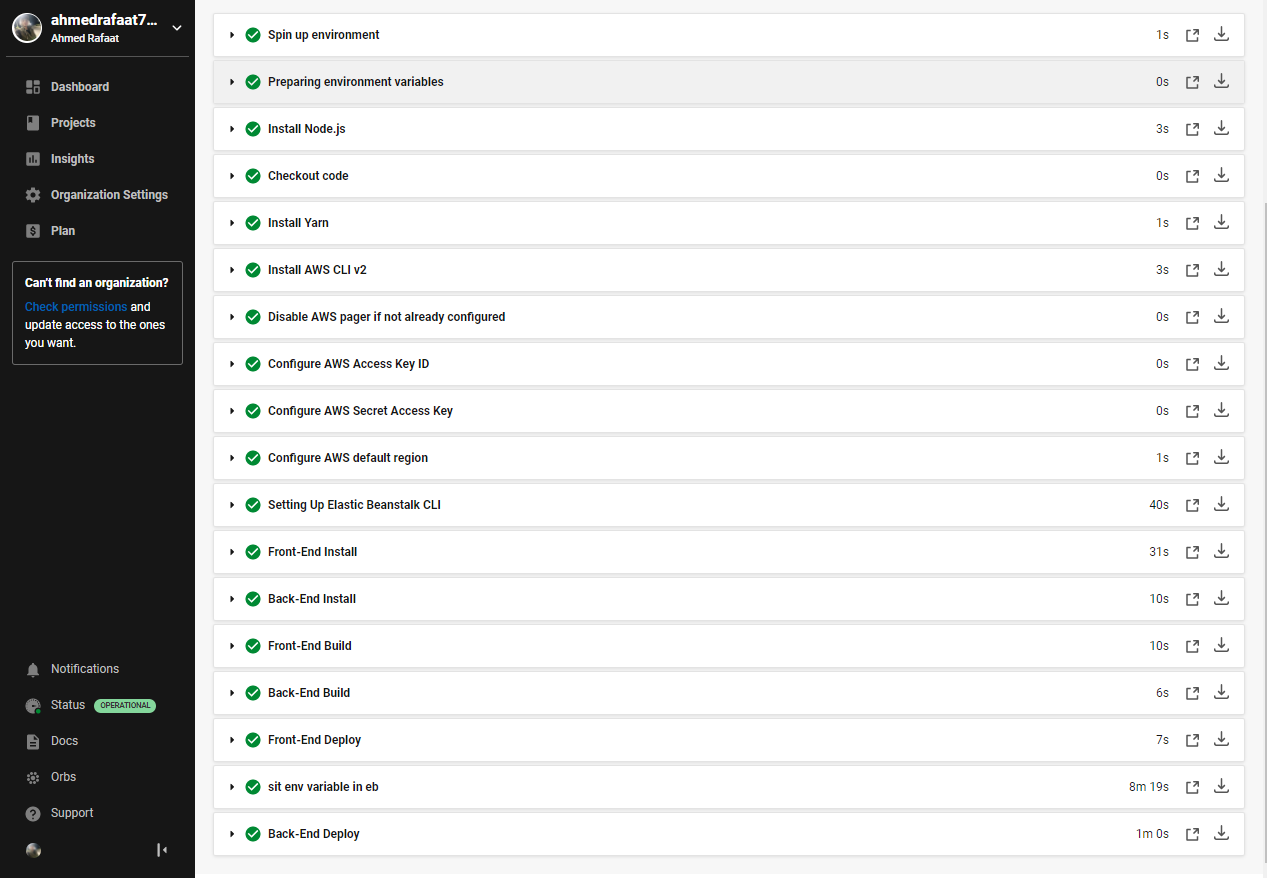 ahmedrafaat7...
Ahmed Rafaat
Dashboard
Projects
Insights
Organization Settings
Plan
Can't find an organization?
Check permissions and
update access to the ones
you want.
Notifications
Status OPERATIONAL
Docs
Orbs
Support
Spin up environment 1s
Preparing environment variables 0s
Install Node.js 3s
Checkout code 0s
Install Yarn 1s
Install AWS CLI v2 3s
Disable AWS pager if not already configured 0s
Configure AWS Access Key ID 0s
Configure AWS Secret Access Key 0s
Configure AWS default region 1s
Setting Up Elastic Beanstalk CLI 40s
Front-End Install 31s
Back-End Install 10s
Front-End Build 10s
Back-End Build 6s
Front-End Deploy 7s
sit env variable in eb 8m 19s
Back-End Deploy 1m 0s